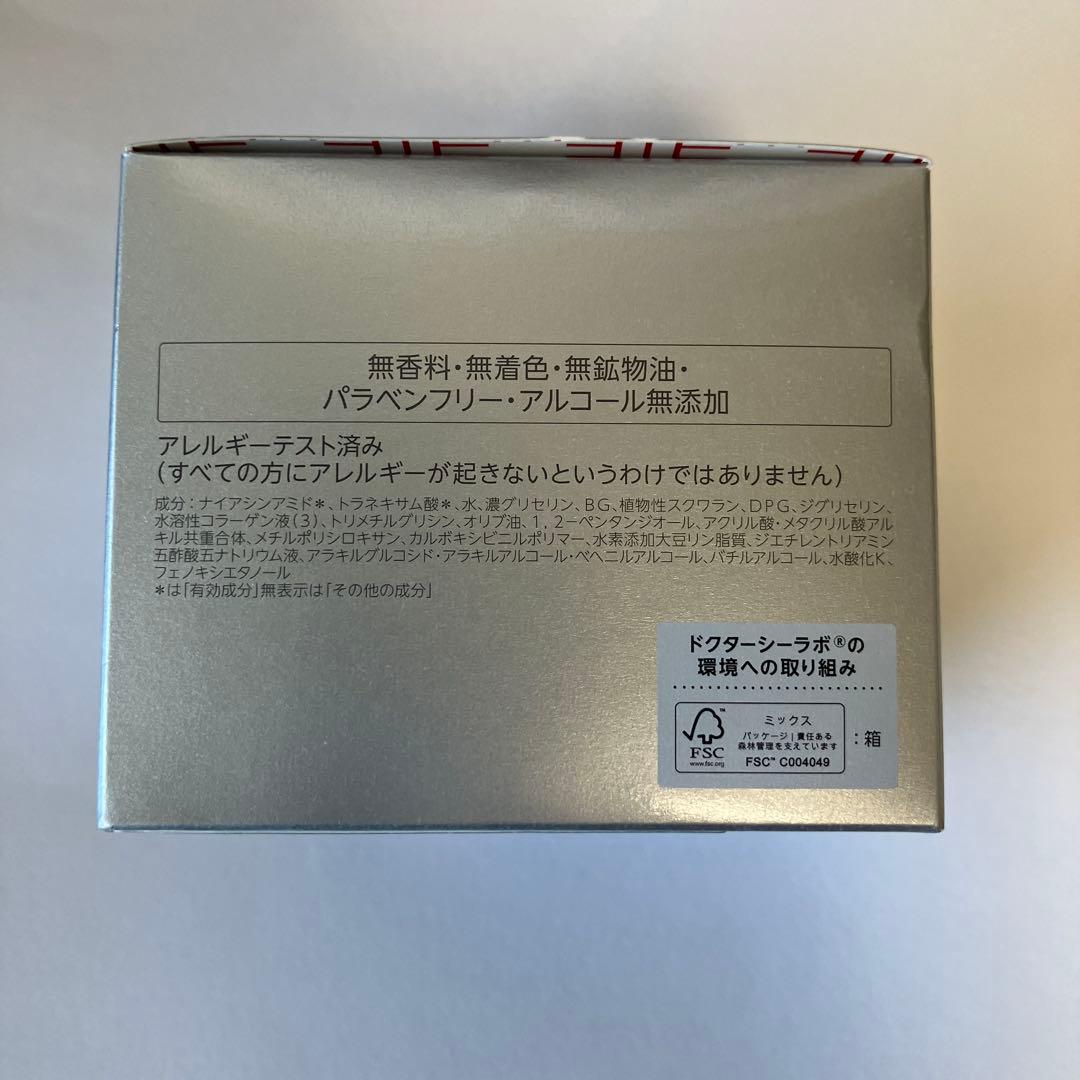 無香料・無着色・無鉱物油・
パラベンフリー・アルコール無添加
アレルギーテスト済み
(すべての方にアレルギーが起きないというわけではありません)
成分:ナイアシンアミド*、トラネキサム酸*、水、濃グリセリン、BG、植物性スクワラン、DPG、ジグリセリン、
水溶性コラーゲン液(3)、トリメチルグリシン、オリブ油、1,2-ペンタンジオール、アクリル酸・メタクリル酸アル
キル共重合体、メチルポリシロキサン、カルボキシビニルポリマー、水素添加大豆リン脂質、ジエチレントリアミン
五酢酸五ナトリウム液、アラキルグルコシド・アラキルアルコール・ベヘニルアルコール、バチルアルコール、水酸化K、
フェノキシエタノール
*は「有効成分」無表示は「その他の成分」
ドクターシーラボ®の
環境への取り組み
FSC™
www.fsc.org
ミックス
パッケージ|責任ある
森林管理を支えています
FSC™ C004049
:箱